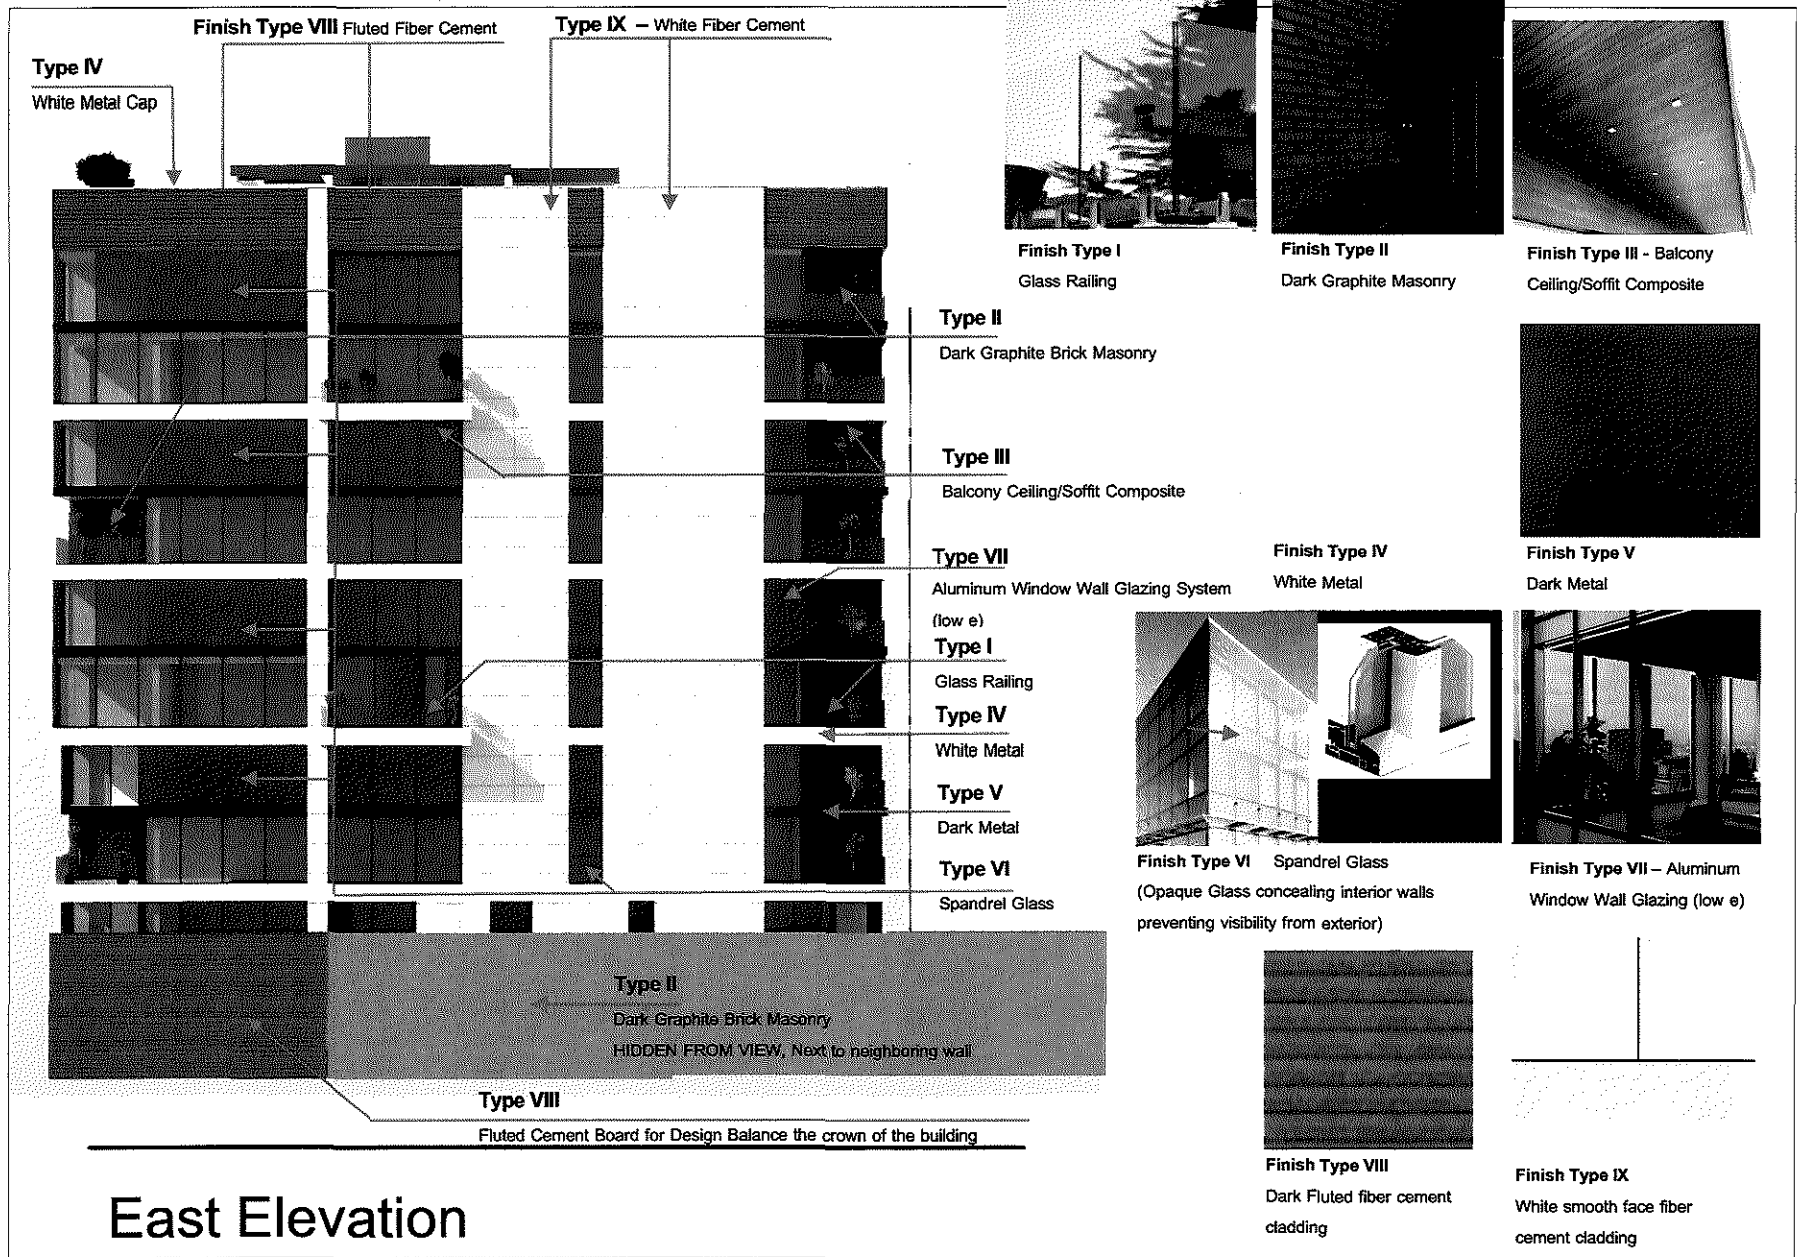 Finish Type VIII Fluted Fiber Cement
Type IX – White Fiber Cement
Type IV
White Metal Cap
Type II
Dark Graphite Brick Masonry
Type III
Balcony Ceiling/Soffit Composite
Type VII
Aluminum Window Wall Glazing System
(low e)
Type I
Glass Railing
Type IV
White Metal
Type V
Dark Metal
Type VI
Spandrel Glass
Type II
Dark Graphite Brick Masonry
HIDDEN FROM VIEW, Next to neighboring wall
Type VIII
Fluted Cement Board for Design Balance the crown of the building
East Elevation
Finish Type I
Glass Railing
Finish Type II
Dark Graphite Masonry
Finish Type III - Balcony
Ceiling/Soffit Composite
Finish Type IV
White Metal
Finish Type V
Dark Metal
Finish Type VI Spandrel Glass
(Opaque Glass concealing interior walls
preventing visibility from exterior)
Finish Type VII – Aluminum
Window Wall Glazing (low e)
Finish Type VIII
Dark Fluted fiber cement
cladding
Finish Type IX
White smooth face fiber
cement cladding